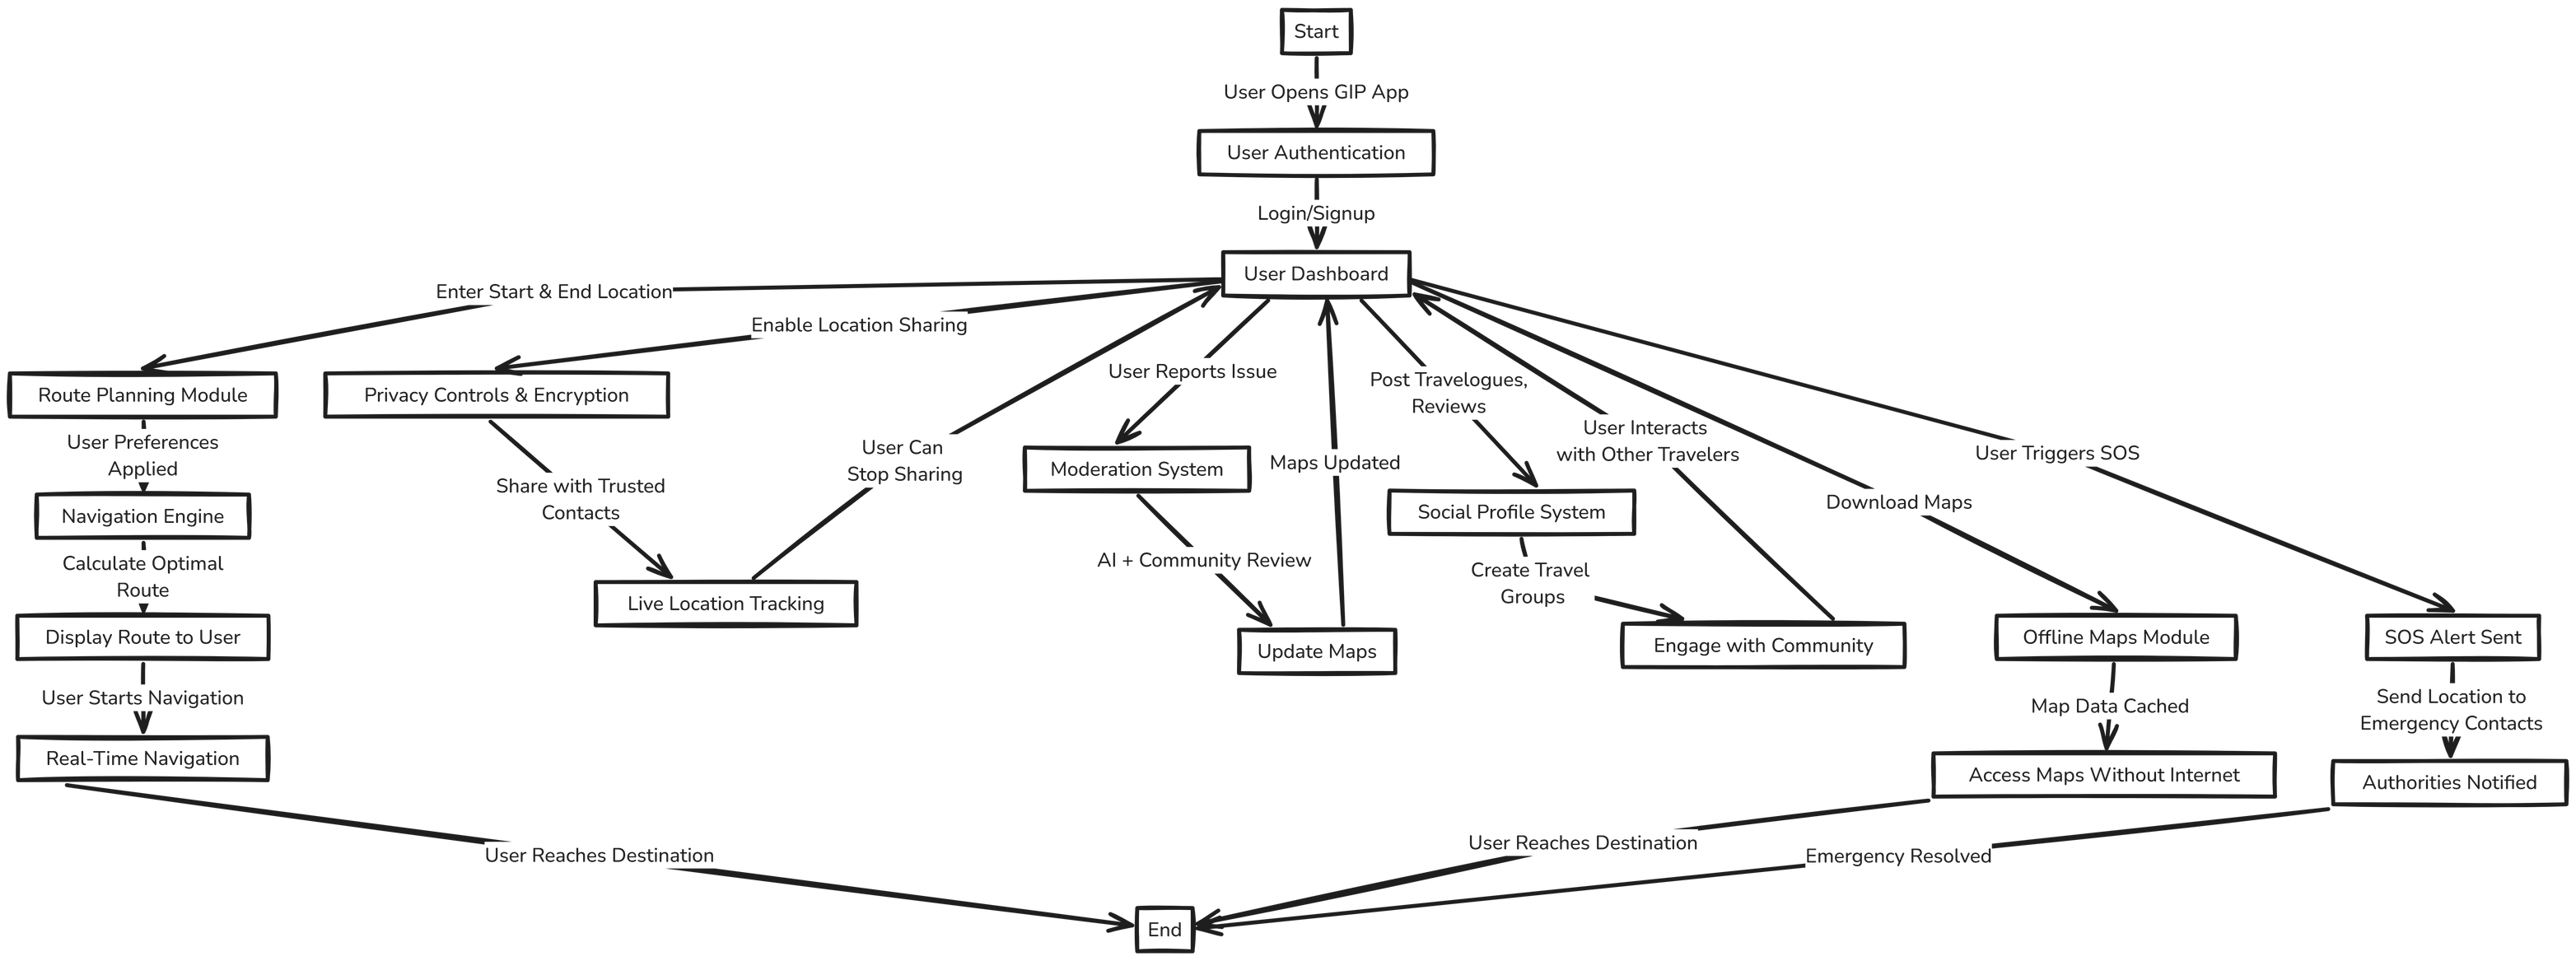 Start
User Opens GIP App
User Authentication
Login/Signup
User Dashboard
Enter Start & End Location
Enable Location Sharing
User Reports Issue
Post Travelogues,
Reviews
Route Planning Module
Privacy Controls & Encryption
User Interacts
with Other Travelers
User Preferences
Applied
User Can
Stop Sharing
Moderation System
Maps Updated
User Triggers SOS
Share with Trusted
Contacts
Download Maps
Navigation Engine
Social Profile System
Calculate Optimal
Route
AI + Community Review
Create Travel
Groups
Live Location Tracking
Display Route to User
Update Maps
Engage with Community
Offline Maps Module
SOS Alert Sent
User Starts Navigation
Map Data Cached
Send Location to
Emergency Contacts
Real-Time Navigation
Access Maps Without Internet
Authorities Notified
User Reaches Destination
User Reaches Destination
Emergency Resolved
End